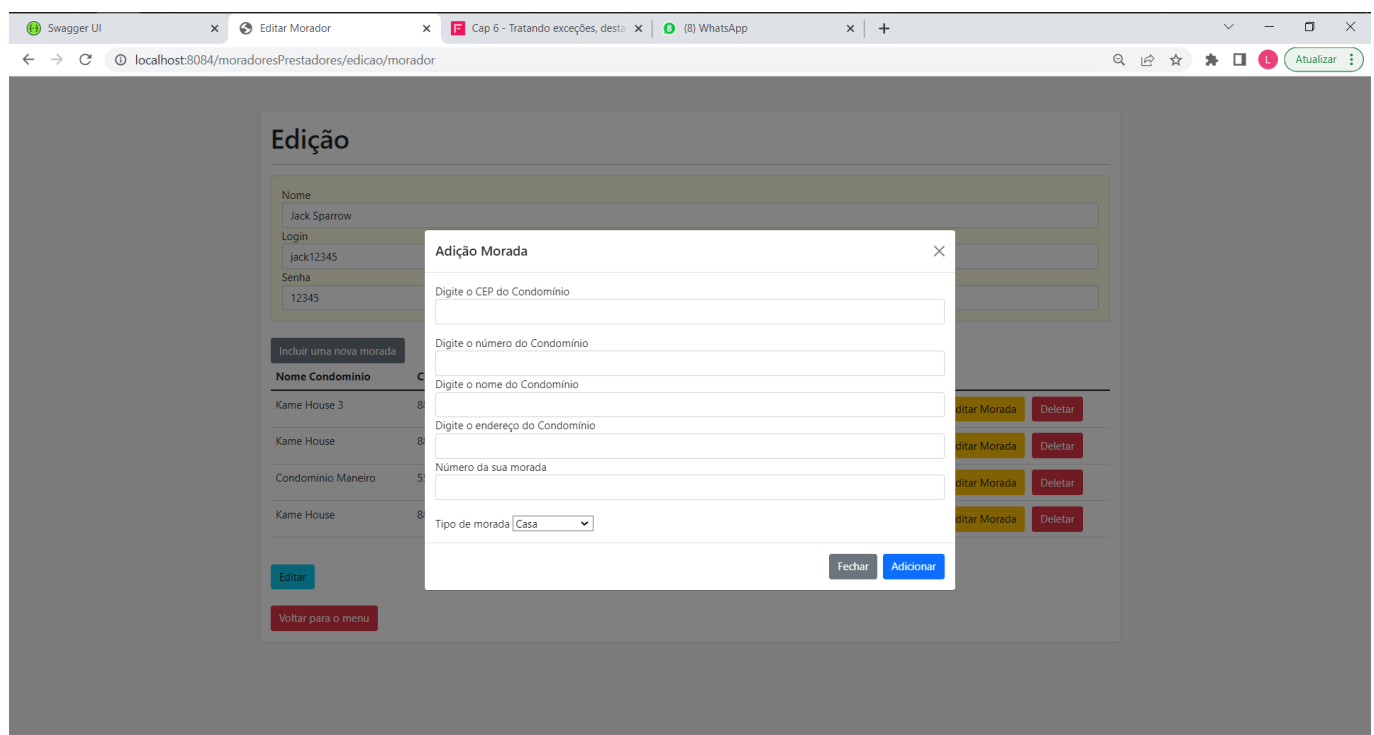 Swagger UI
Editar Morador
Cap 6 - Tratando exceções, desta
(8) WhatsApp
localhost:8084/moradoresPrestadores/edicao/morador
L
Atualizar
Edição
Nome
Jack Sparrow
Login
jack12345
Senha
12345
Incluir uma nova morada
Nome Condominio
Kame House 3
Kame House
Condominio Maneiro
Kame House
ditar Morada Deletar
ditar Morada Deletar
ditar Morada Deletar
ditar Morada Deletar
Editar
Voltar para o menu
Adição Morada
Digite o CEP do Condomínio
Digite o número do Condomínio
Digite o nome do Condomínio
Digite o endereço do Condomínio
Número da sua morada
Tipo de morada Casa
Fechar Adicionar